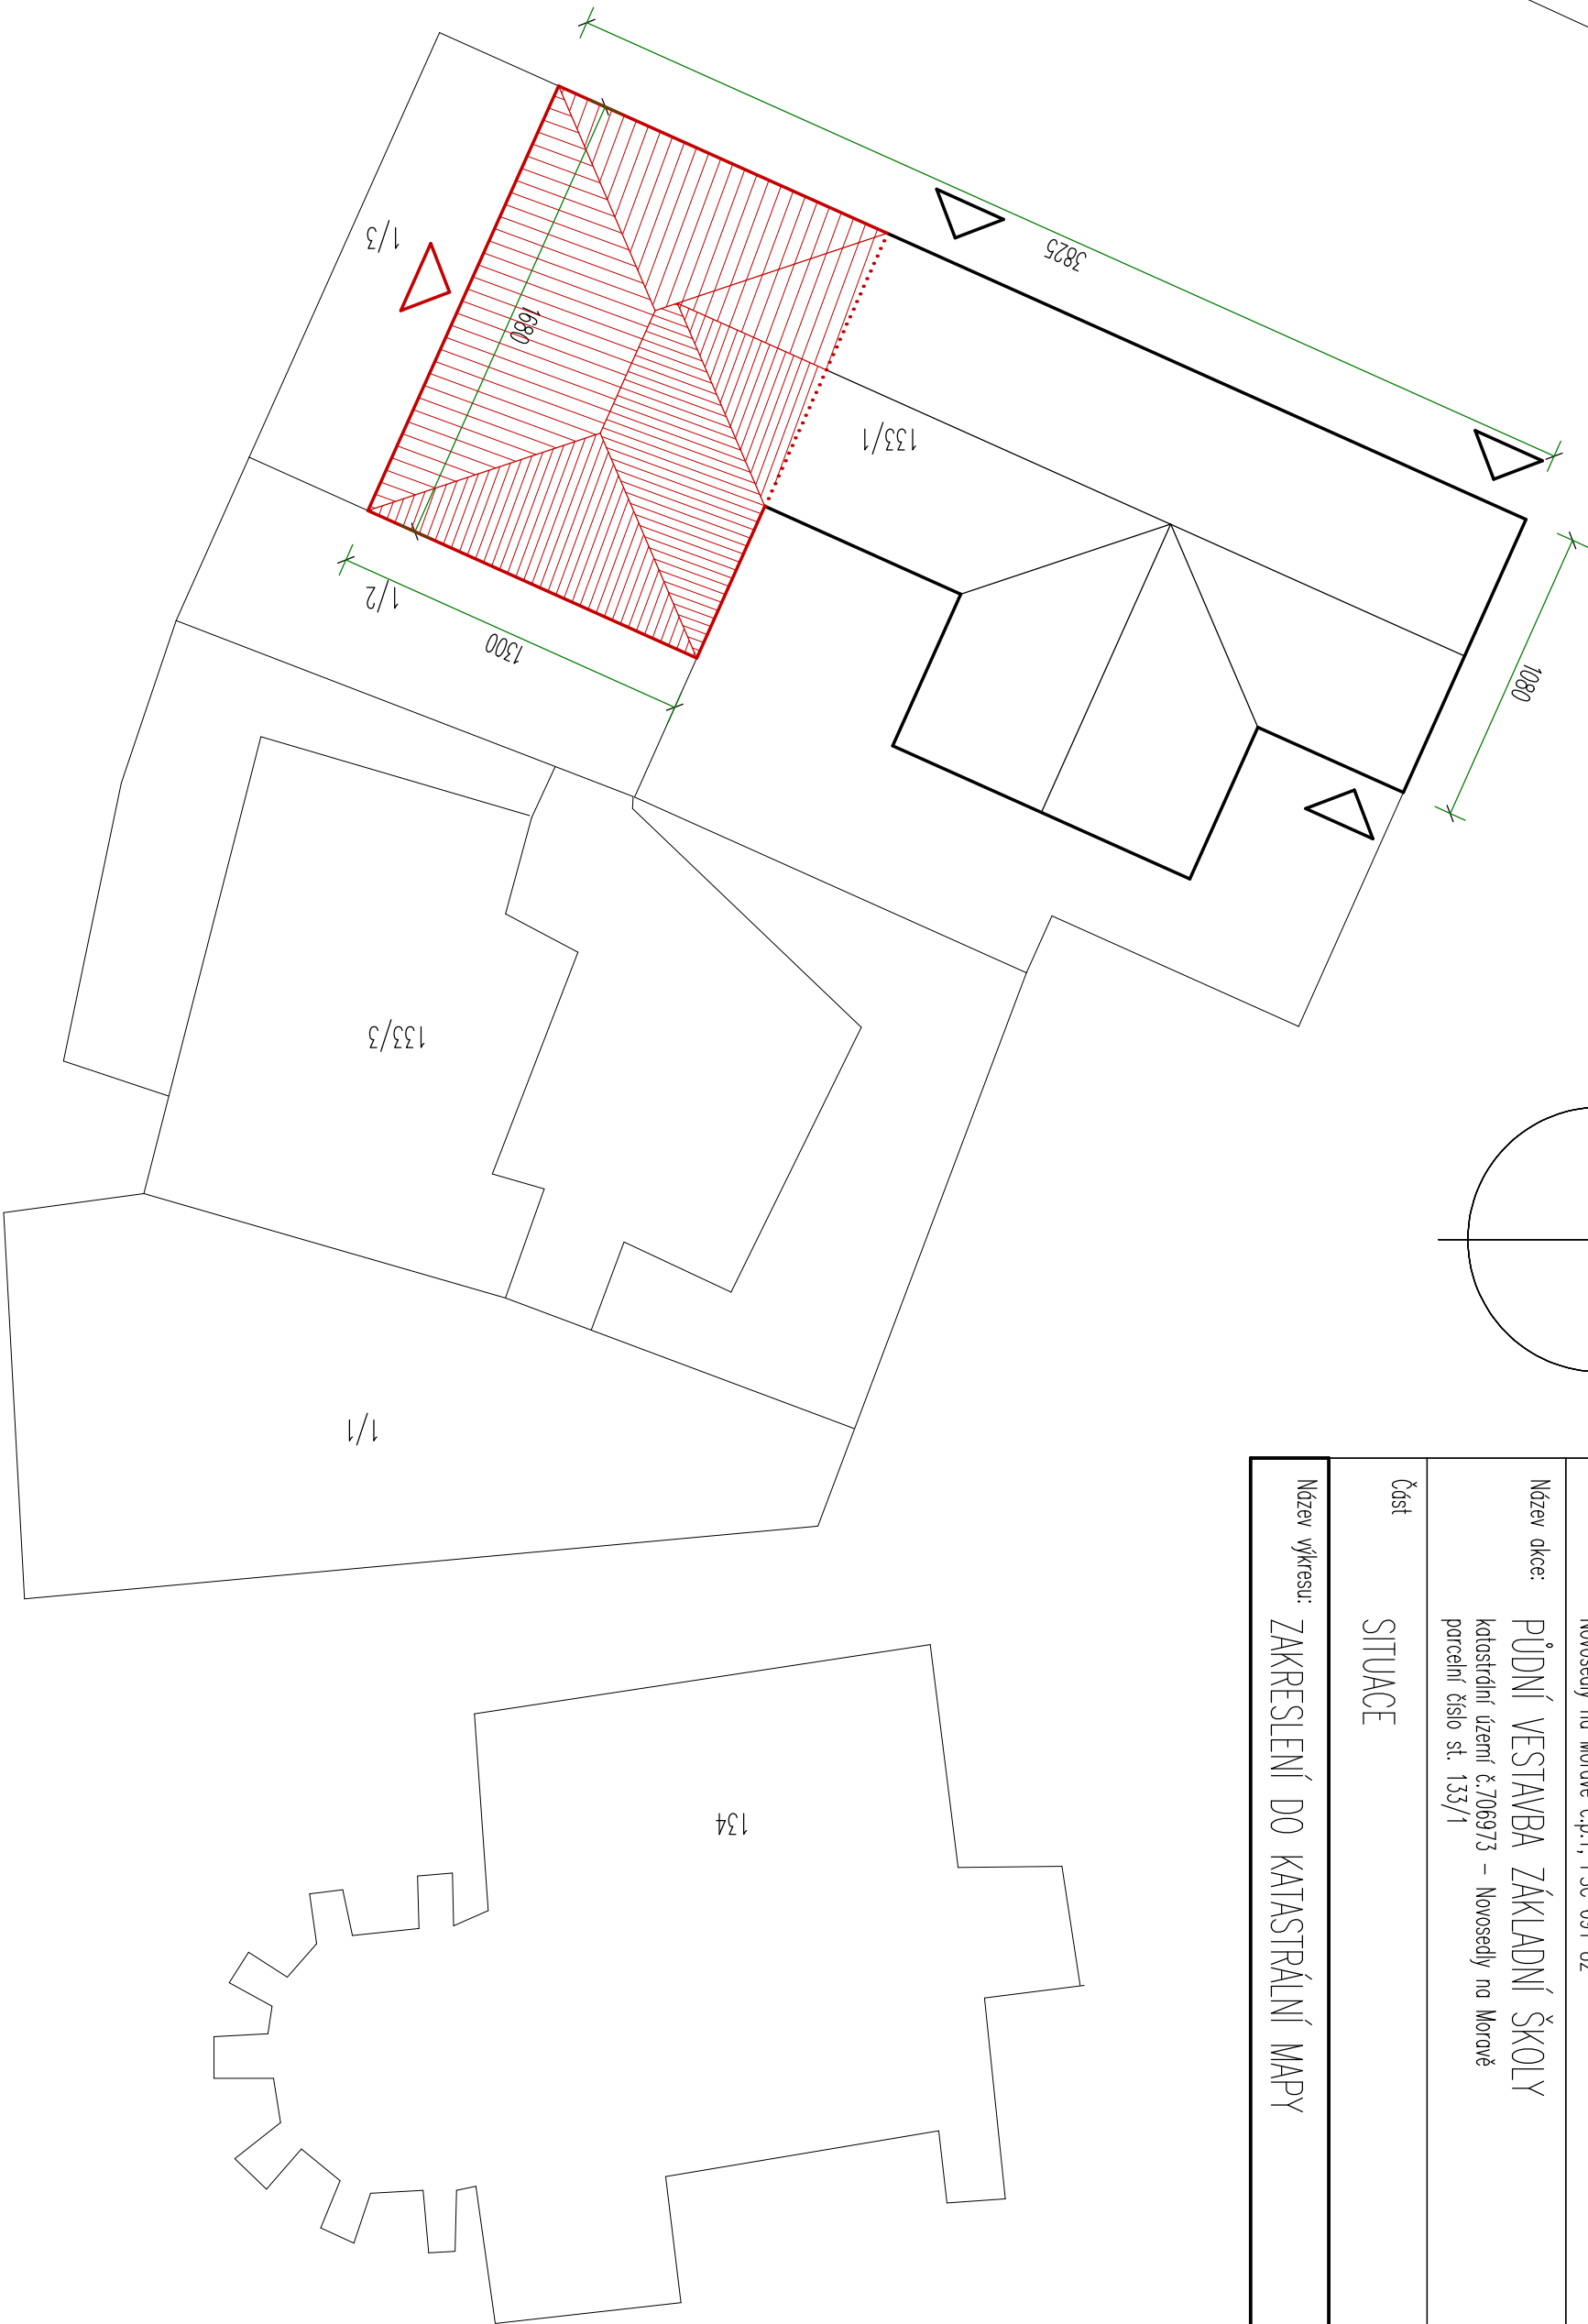 Název akce:
PŮDNÍ VESTAVBA ZÁKLADNÍ ŠKOLY
katastrální území č.706973 – Novosedly na Moravě
parcelní číslo st. 133/1
Část
SITUACE
Název výkresu:
ZAKRESLENÍ DO KATASTRÁLNÍ MAPY
3825
1/3
1680
133/1
1/2
1300
1080
133/3
1/1
134